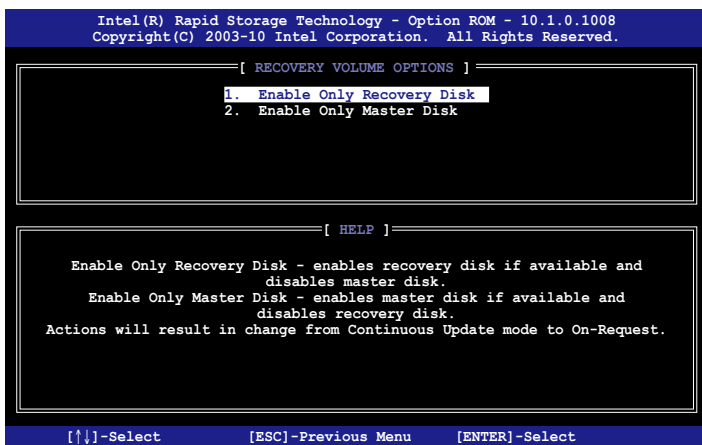 Intel(R) Rapid Storage Technology - Option ROM - 10.1.0.1008
Copyright(C) 2003-10 Intel Corporation. All Rights Reserved.
[ RECOVERY VOLUME OPTIONS ]
1. Enable Only Recovery Disk
2. Enable Only Master Disk
[ HELP ]
Enable Only Recovery Disk - enables recovery disk if available and
disables master disk.
Enable Only Master Disk - enables master disk if available and
disables recovery disk.
Actions will result in change from Continuous Update mode to On-Request.
[↑↓]-Select [ESC]-Previous Menu [ENTER]-Select